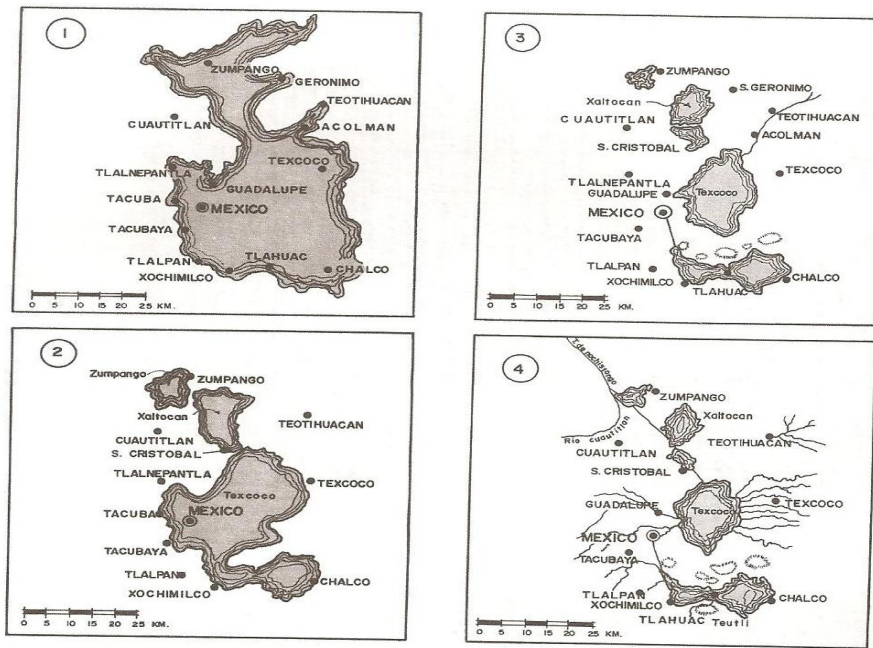 1
ZUMPANGO
GERONIMO
TEOTIHUACAN
CUAUTITLAN
ACOLMAN
TEXCOCO
TLALNEPANTLA
GUADALUPE
TACUBA
MEXICO
TACUBAYA
TLAHUAC
TLALPAN
CHALCO
XOCHIMILCO
0 5 10 15 20 25 KM.
2
Zumpango
ZUMPANGO
Xaltocan
TEOTIHUACAN
CUAUTITLAN
S. CRISTOBAL
TLALNEPANTLA
Texcoco
TEXCOCO
TACUBA
MEXICO
TACUBAYA
TLALPAN
CHALCO
XOCHIMILCO
0 5 10 15 20 25 KM.
3
ZUMPANGO
S. GERONIMO
Xaltocan
TEOTIHUACAN
CUAUTITLAN
ACOLMAN
S. CRISTOBAL
TEXCOCO
TLALNEPANTLA
Texcoco
GUADALUPE
MEXICO
TACUBAYA
TLALPAN
CHALCO
XOCHIMILCO
TLAHUAC
0 5 10 15 20 25 KM.
4
T. de nochistongo
ZUMPANGO
Xaltocan
Rio cuautitlan
TEOTIHUACAN
CUAUTITLAN
S. CRISTOBAL
GUADALUPE
Texcoco
TEXCOCO
MEXICO
TACUBAYA
TLALPAN
CHALCO
XOCHIMILCO
TLAHUAC Teutli
0 5 10 15 20 25 KM.